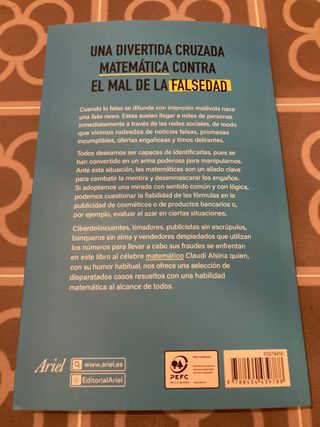 UNA DIVERTIDA CRUZADA
MATEMÁTICA CONTRA
EL MAL DE LA FALSEDAD
Cuando lo falso se difunde con intención malévola nace
una fake news. Estas suelen llegar a miles de personas
inmediatamente a través de las redes sociales, de modo
que vivimos rodeados de noticias falsas, promesas
incumplibles, ofertas engañosas y timos delirantes.
Todos deseamos ser capaces de identificarlas, pues se
han convertido en un arma poderosa para manipularnos.
Ante esta situación, las matemáticas son un aliado clave
para combatir la mentira y desenmascarar los engaños.
Si adoptamos una mirada con sentido común y con lógica,
podemos cuestionar la fiabilidad de las fórmulas en la
publicidad de cosméticos o de productos bancarios o,
por ejemplo, evaluar el azar en ciertas situaciones.
Ciberdelincuentes, timadores, publicistas sin escrúpulos,
banqueros sin alma y vendedores despiadados que utilizan
los números para llevar a cabo sus fraudes se enfrentan
en este libro al célebre matemático Claudi Alsina quien,
con su humor habitual, nos ofrece una selección de
disparatados casos resueltos con una habilidad
matemática al alcance de todos.
Ariel
www.ariel.es
EditorialAriel
PEFC
10378450
9788434439788